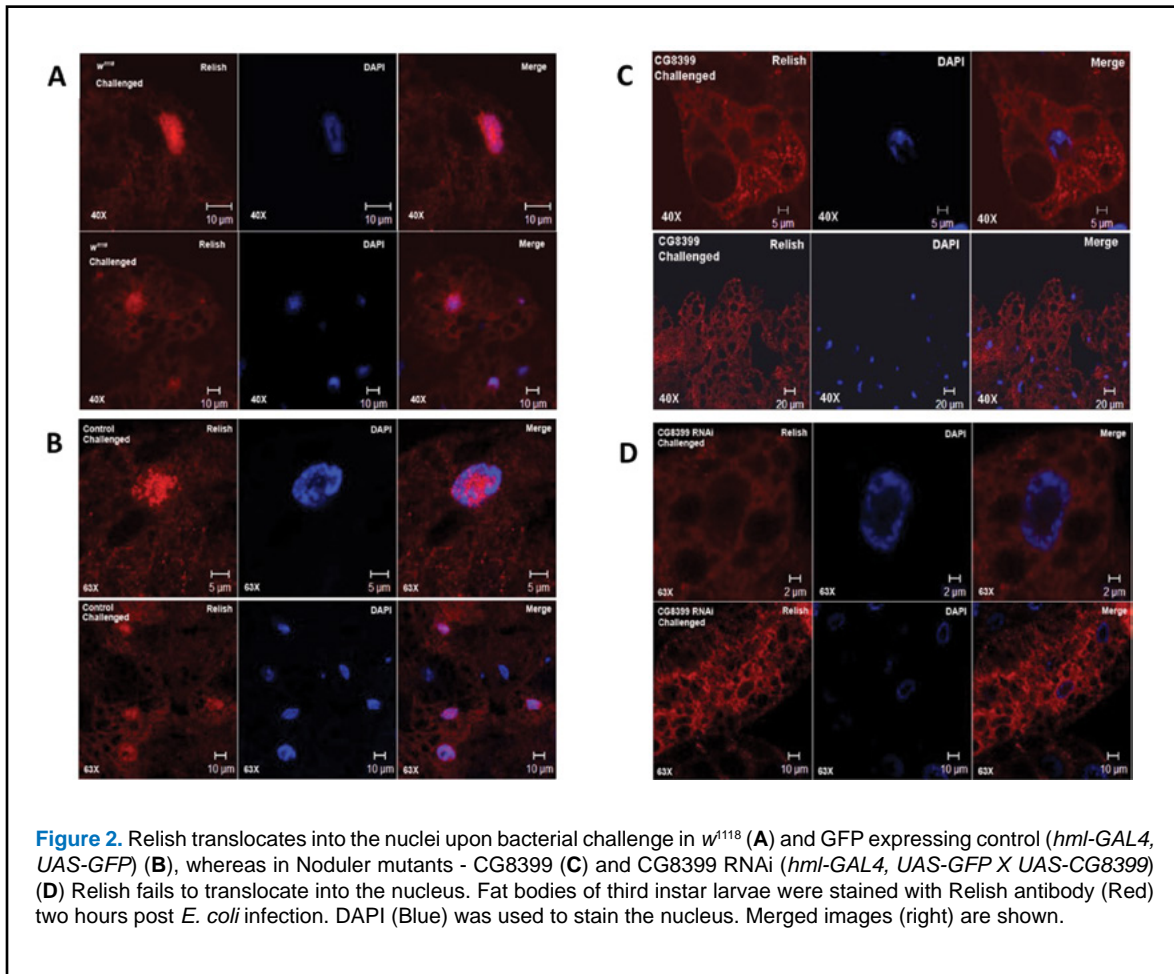 A
w1118 Relish DAPI Merge
Challenged
40X 10 µm 10 µm 10 µm
w1118 Relish DAPI Merge
Challenged
40X 10 µm 40X 10 µm 40X 10 µm
B
Control Relish DAPI Merge
Challenged
63X 5 µm 63X 5 µm 63X 5 µm
Control Relish DAPI Merge
Challenged
63X 10 µm 63X 10 µm 63X 10 µm
C
CG8399 Relish DAPI Merge
Challenged
40X 5 µm 40X 5 µm 40X 5 µm
CG8399 Relish DAPI Merge
Challenged
40X 20 µm 40X 20 µm 40X 20 µm
D
CG8399 RNAi Relish DAPI Merge
Challenged
63X 2 µm 63X 2 µm 63X 2 µm
CG8399 RNAi Relish DAPI Merge
Challenged
63X 10 µm 63X 10 µm 63X 10 µm
Figure 2. Relish translocates into the nuclei upon bacterial challenge in w1118 (A) and GFP expressing control (hml-GAL4,
UAS-GFP) (B), whereas in Noduler mutants - CG8399 (C) and CG8399 RNAi (hml-GAL4, UAS-GFP X UAS-CG8399)
(D) Relish fails to translocate into the nucleus. Fat bodies of third instar larvae were stained with Relish antibody (Red)
two hours post E. coli infection. DAPI (Blue) was used to stain the nucleus. Merged images (right) are shown.